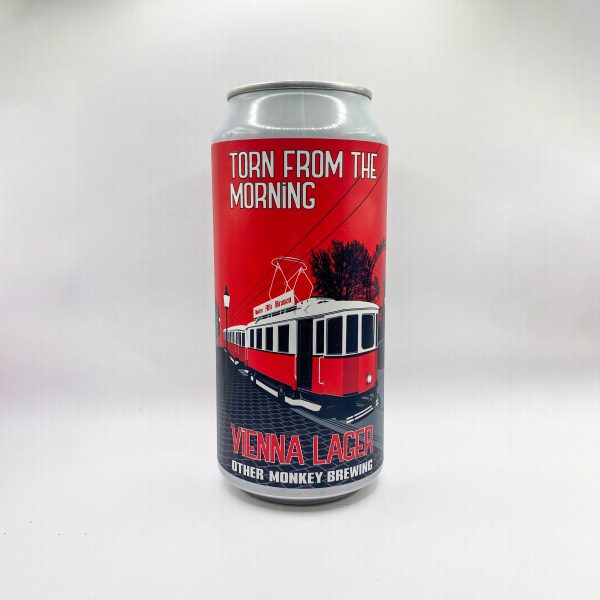 TORN FROM THE
MORNiNG
ViENNA LAGER
OTHER MONKEY BREWING